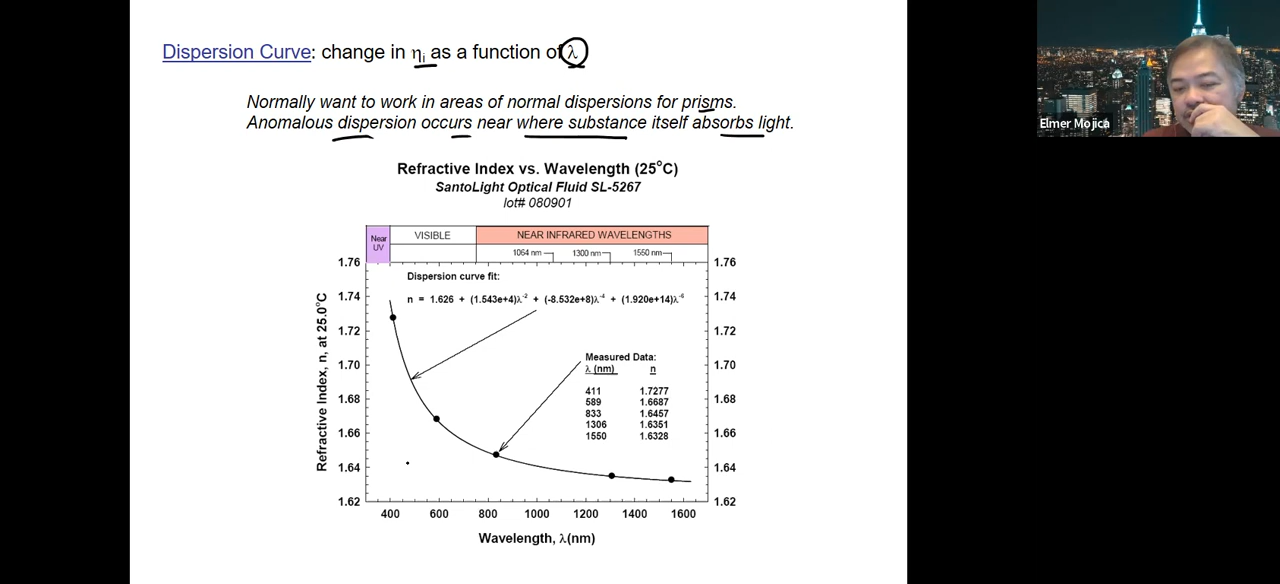 Dispersion Curve: change in ηi as a function of λ
Normally want to work in areas of normal dispersions for prisms.
Anomalous dispersion occurs near where substance itself absorbs light.
Elmer Mojica
Refractive Index vs. Wavelength (25°C)
SantoLight Optical Fluid SL-5267
lot# 080901
Near UV
VISIBLE
NEAR INFRARED WAVELENGTHS
1064 nm
1300 nm
1550 nm
Dispersion curve fit:
n = 1.626 + (1.543e+4)λ⁻² + (-8.532e+8)λ⁻⁴ + (1.920e+14)λ⁻⁶
Measured Data:
λ (nm) n
411 1.7277
589 1.6687
833 1.6457
1306 1.6351
1550 1.6328
Refractive Index, n, at 25.0°C
1.76 1.76
1.74 1.74
1.72 1.72
1.70 1.70
1.68 1.68
1.66 1.66
1.64 1.64
1.62 1.62
400 600 800 1000 1200 1400 1600
Wavelength, λ(nm)